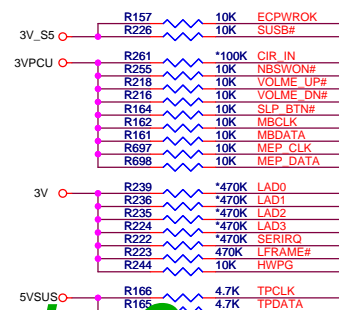 R157 10K ECPWROK
3V_S5 R226 10K SUSB#
3VPCU R261 *100K CIR_IN
R255 10K NBSWON#
R218 10K VOLME_UP#
R216 10K VOLME_DN#
R164 10K SLP_BTN#
R162 10K MBCLK
R161 10K MBDATA
R697 10K MEP_CLK
R698 10K MEP_DATA
3V R239 *470K LAD0
R236 *470K LAD1
R235 *470K LAD2
R224 *470K LAD3
R222 *470K SERIRQ
R223 470K LFRAME#
R244 10K HWPG
5VSUS R166 4.7K TPCLK
R165 4.7K TPDATA